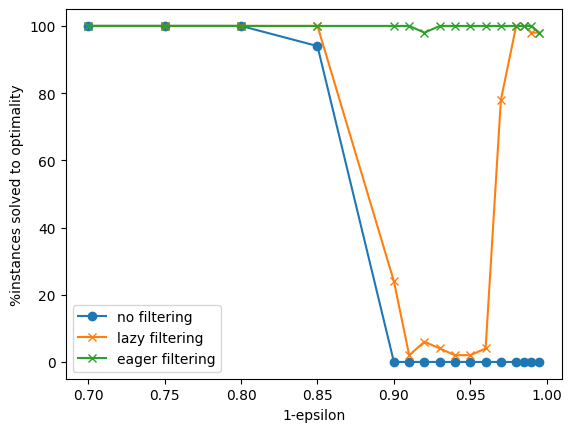 %instances solved to optimality
100
80
60
40
20
0
no filtering
lazy filtering
eager filtering
0.70 0.75 0.80 0.85 0.90 0.95 1.00
1-epsilon